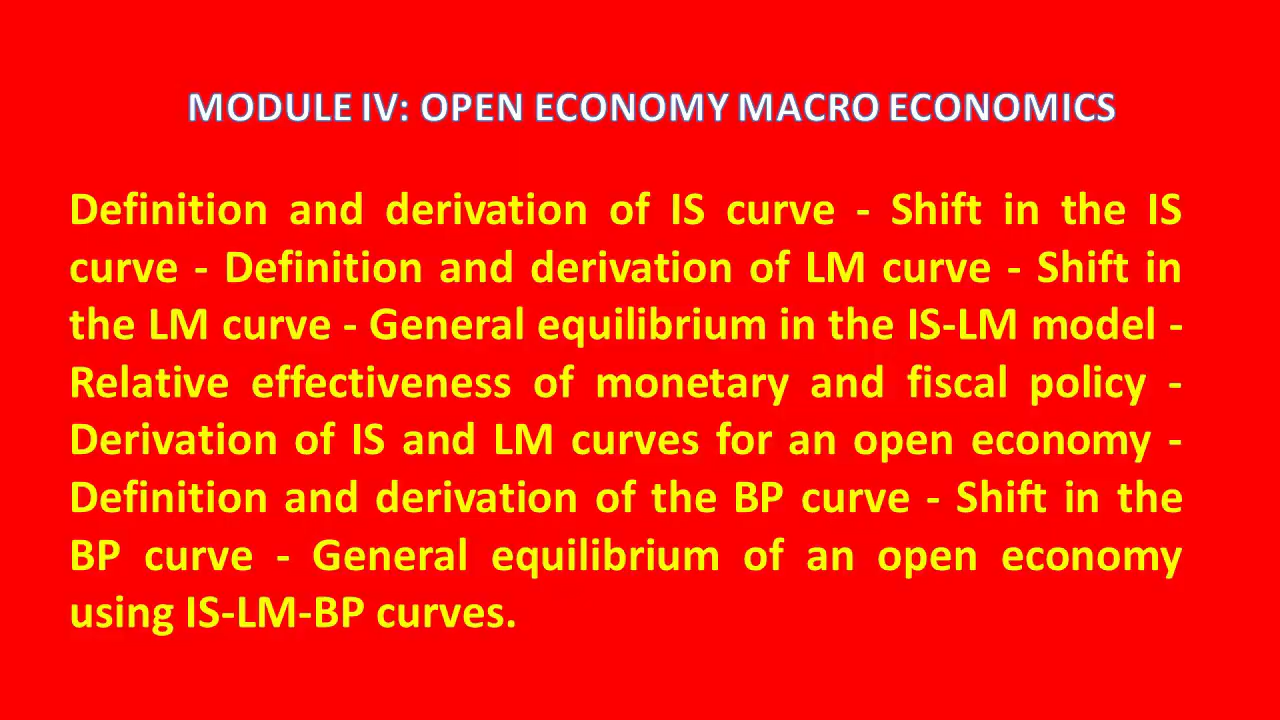 MODULE IV: OPEN ECONOMY MACRO ECONOMICS
Definition and derivation of IS curve - Shift in the IS
curve - Definition and derivation of LM curve - Shift in
the LM curve - General equilibrium in the IS-LM model -
Relative effectiveness of monetary and fiscal policy -
Derivation of IS and LM curves for an open economy -
Definition and derivation of the BP curve - Shift in the
BP curve - General equilibrium of an open economy
using IS-LM-BP curves.